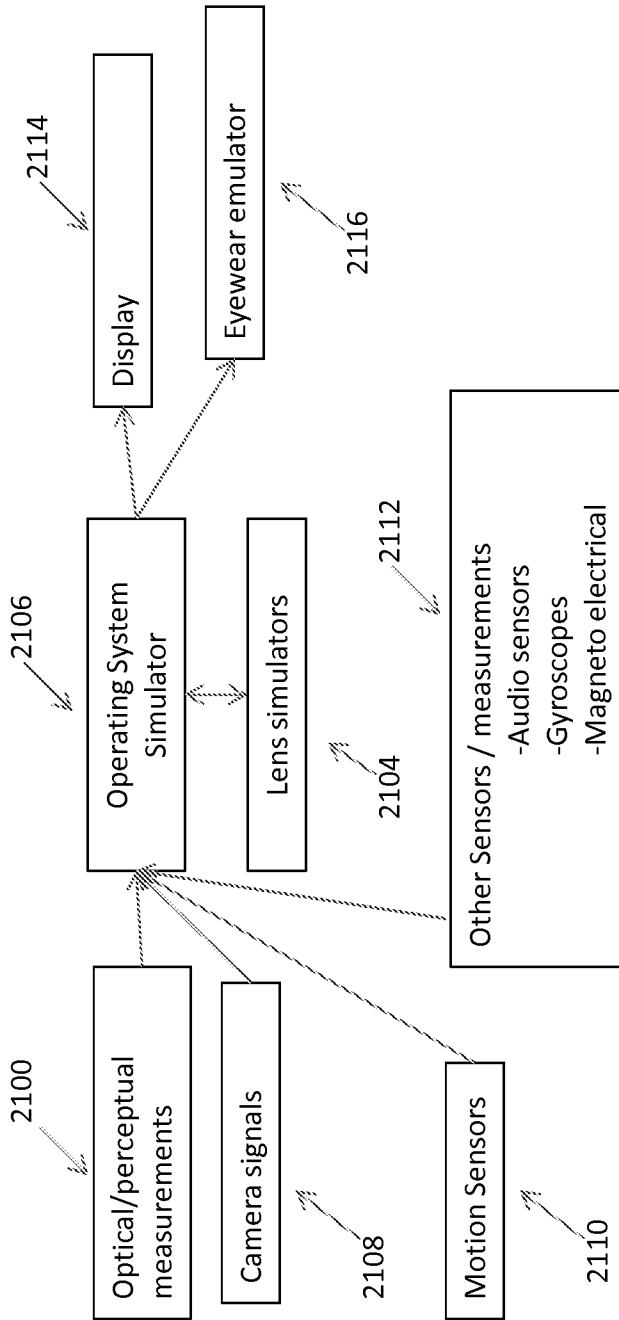 2100
Optical/perceptual
measurements
Camera signals
2108
Motion Sensors
2110
2106
Operating System
Simulator
Lens simulators
2104
2112
Other Sensors / measurements
-Audio sensors
-Gyroscopes
-Magneto electrical
2114
Display
Eyewear emulator
2116